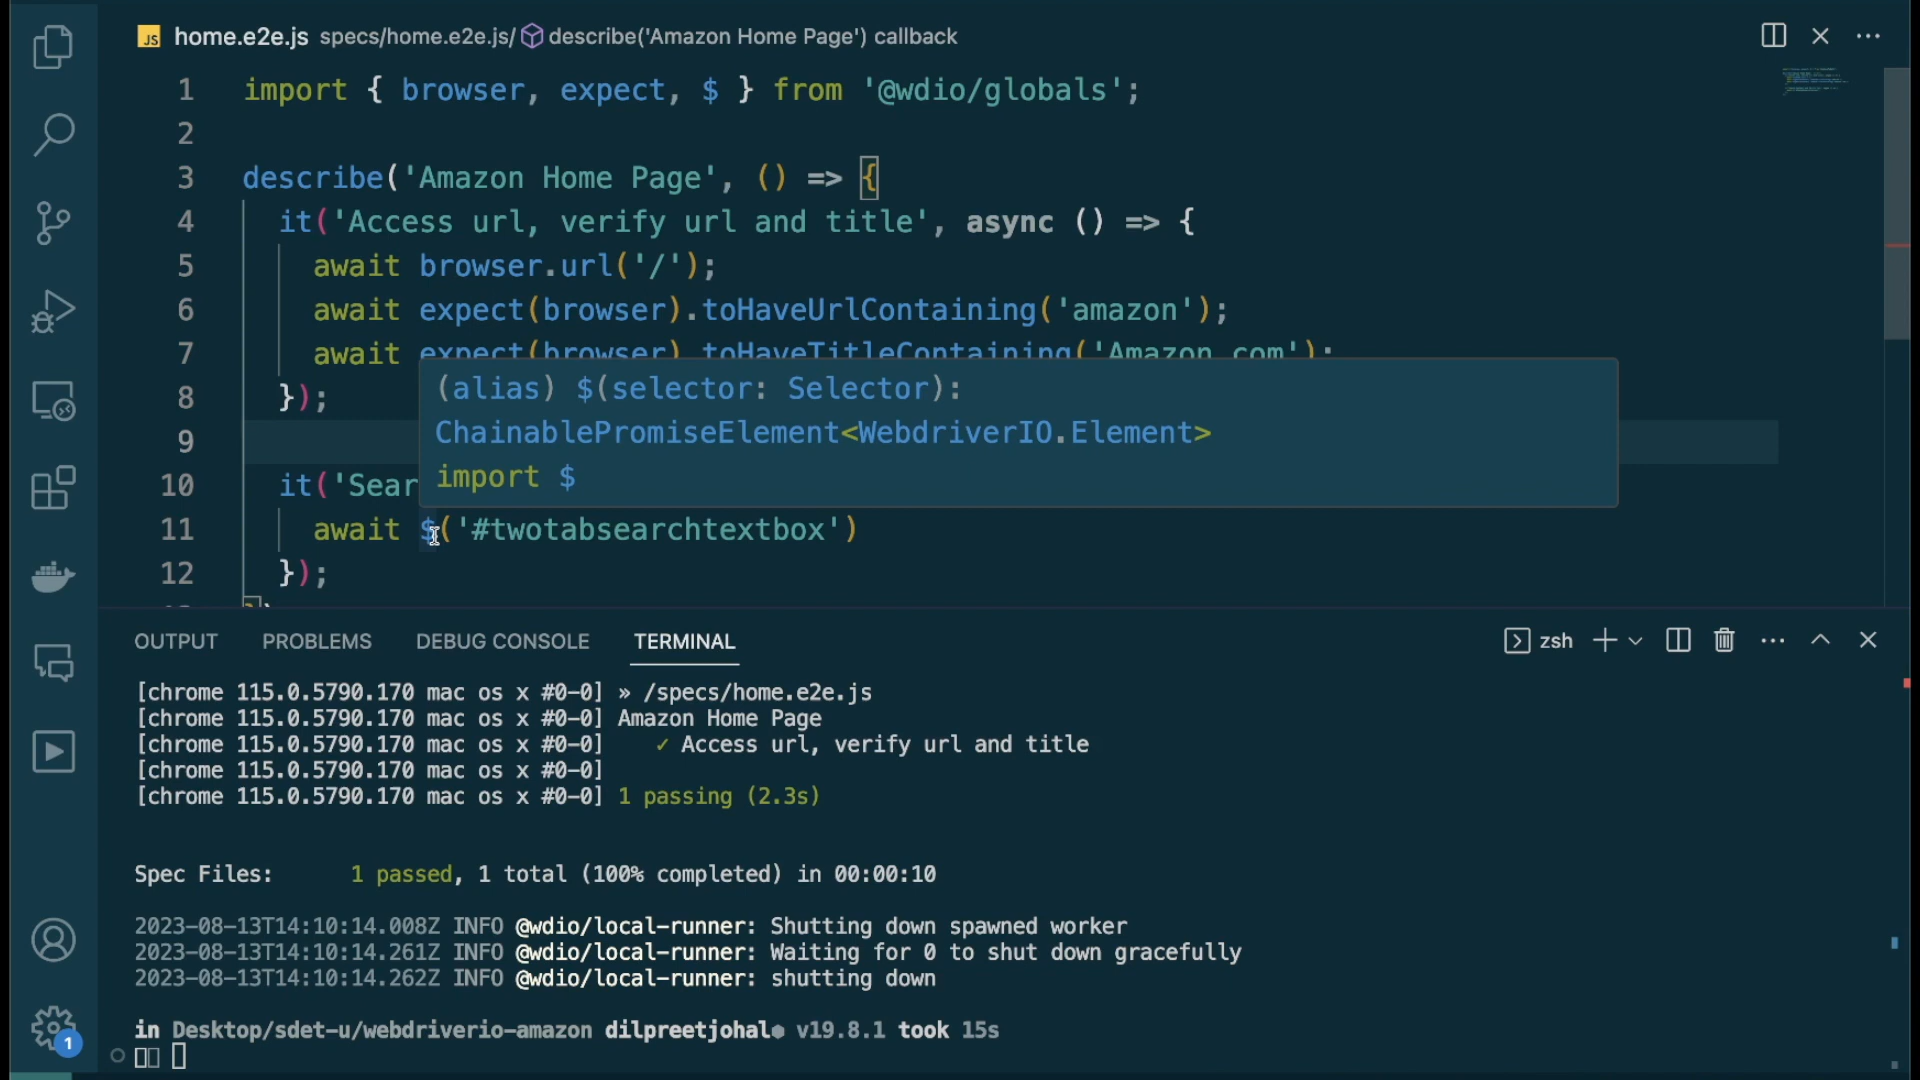 JS home.e2e.js specs/home.e2e.js/ describe('Amazon Home Page') callback
1 import { browser, expect, $ } from '@wdio/globals';
2
3 describe('Amazon Home Page', () => {
4 it('Access url, verify url and title', async () => {
5 await browser.url('/');
6 await expect(browser).toHaveUrlContaining('amazon');
7 await expect(browser).toHaveTitleContaining('Amazon.com');
8 });
(alias) $(selector: Selector):
ChainablePromiseElement<WebdriverIO.Element>
import $
9
10 it('Sear
11 await $('#twotabsearchtextbox')
12 });
OUTPUT PROBLEMS DEBUG CONSOLE TERMINAL zsh
[chrome 115.0.5790.170 mac os x #0-0] » /specs/home.e2e.js
[chrome 115.0.5790.170 mac os x #0-0] Amazon Home Page
[chrome 115.0.5790.170 mac os x #0-0] ✓ Access url, verify url and title
[chrome 115.0.5790.170 mac os x #0-0]
[chrome 115.0.5790.170 mac os x #0-0] 1 passing (2.3s)
Spec Files: 1 passed, 1 total (100% completed) in 00:00:10
2023-08-13T14:10:14.008Z INFO @wdio/local-runner: Shutting down spawned worker
2023-08-13T14:10:14.261Z INFO @wdio/local-runner: Waiting for 0 to shut down gracefully
2023-08-13T14:10:14.262Z INFO @wdio/local-runner: shutting down
in Desktop/sdet-u/webdriverio-amazon dilpreetjohal● v19.8.1 took 15s
1